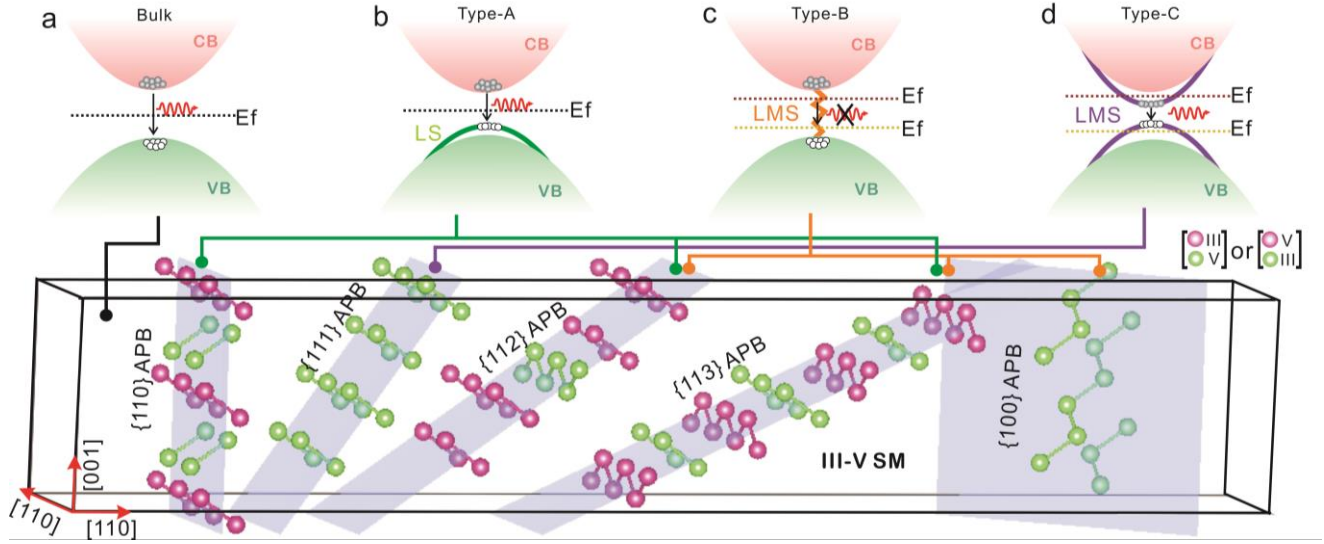 a Bulk
CB
Ef
VB
b Type-A
CB
Ef
LS
VB
c Type-B
CB
Ef
LMS
Ef
VB
d Type-C
CB
Ef
LMS
Ef
VB
III
V
or
V
III
{110} APB
{111} APB
{112} APB
{113} APB
{100} APB
III-V SM
[001]
[110]
[110]